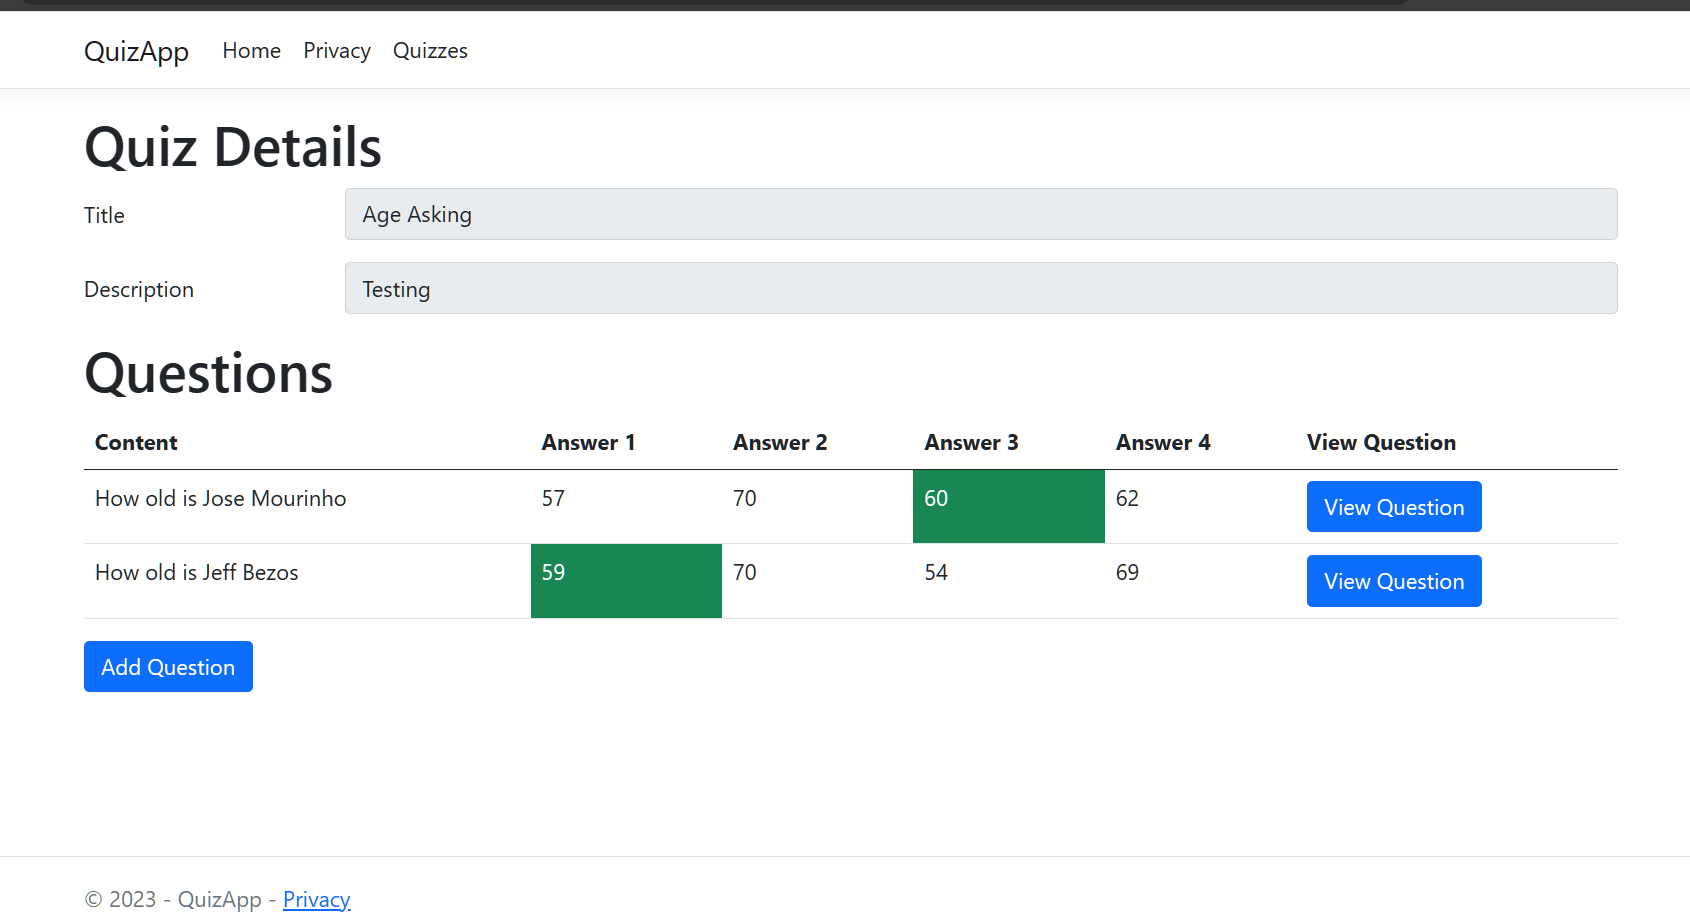 QuizApp Home Privacy Quizzes
Quiz Details
Title Age Asking
Description Testing
Questions
Content Answer 1 Answer 2 Answer 3 Answer 4 View Question
How old is Jose Mourinho 57 70 60 62 View Question
How old is Jeff Bezos 59 70 54 69 View Question
Add Question
© 2023 - QuizApp - Privacy